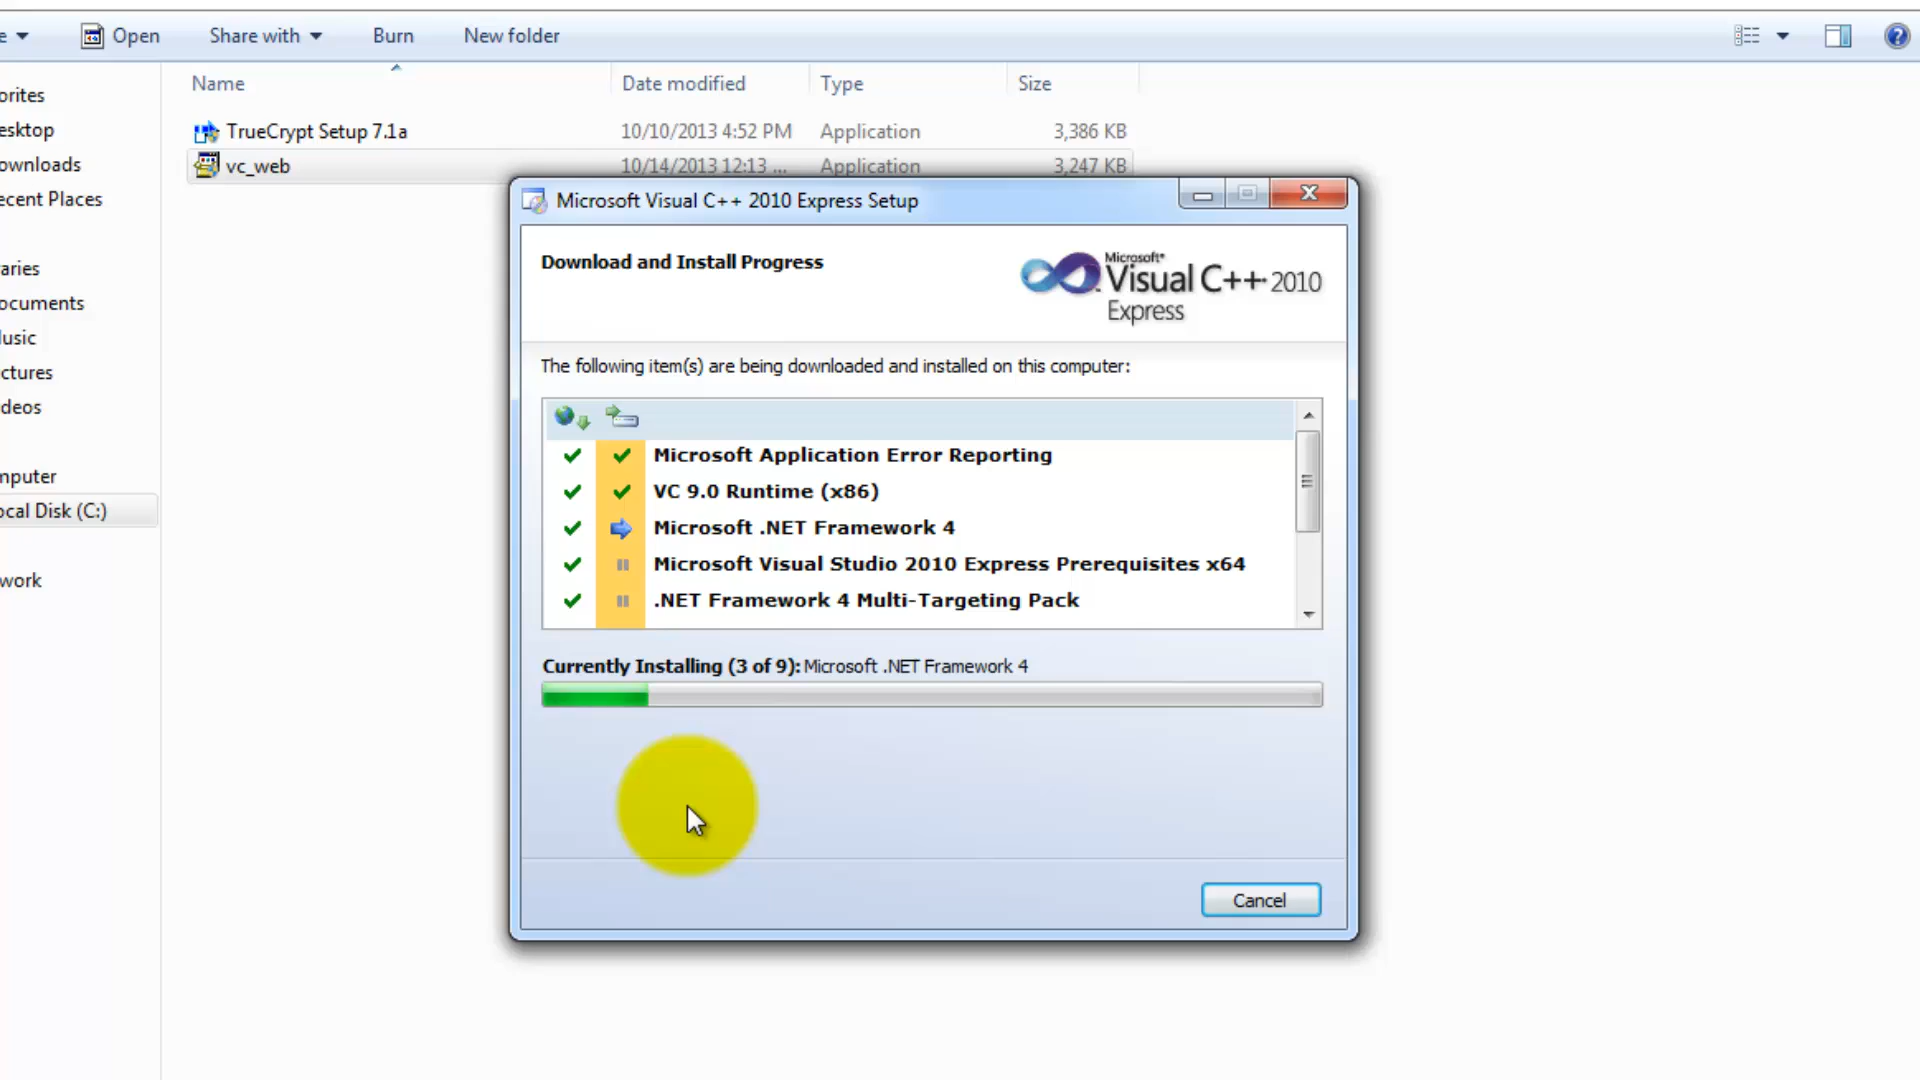 e Open Share with Burn New folder
Name Date modified Type Size
orites
esktop
ownloads
ecent Places
aries
ocuments
usic
ctures
deos
mputer
ocal Disk (C:)
work
TrueCrypt Setup 7.1a 10/10/2013 4:52 PM Application 3,386 KB
vc_web 10/14/2013 12:13 ... Application 3,247 KB
Microsoft Visual C++ 2010 Express Setup
Download and Install Progress
Microsoft®
Visual C++ 2010
Express
The following item(s) are being downloaded and installed on this computer:
Microsoft Application Error Reporting
VC 9.0 Runtime (x86)
Microsoft .NET Framework 4
Microsoft Visual Studio 2010 Express Prerequisites x64
.NET Framework 4 Multi-Targeting Pack
Currently Installing (3 of 9): Microsoft .NET Framework 4
Cancel